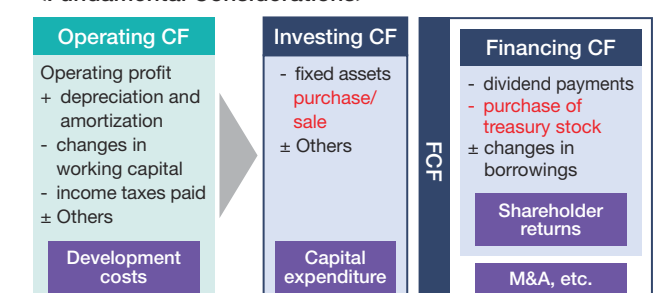 Operating CF
Operating profit
+ depreciation and
amortization
- changes in
working capital
- income taxes paid
± Others
Development
costs
Investing CF
- fixed assets
purchase/
sale
± Others
Capital
expenditure
FCF
Financing CF
- dividend payments
- purchase of
treasury stock
± changes in
borrowings
Shareholder
returns
M&A, etc.